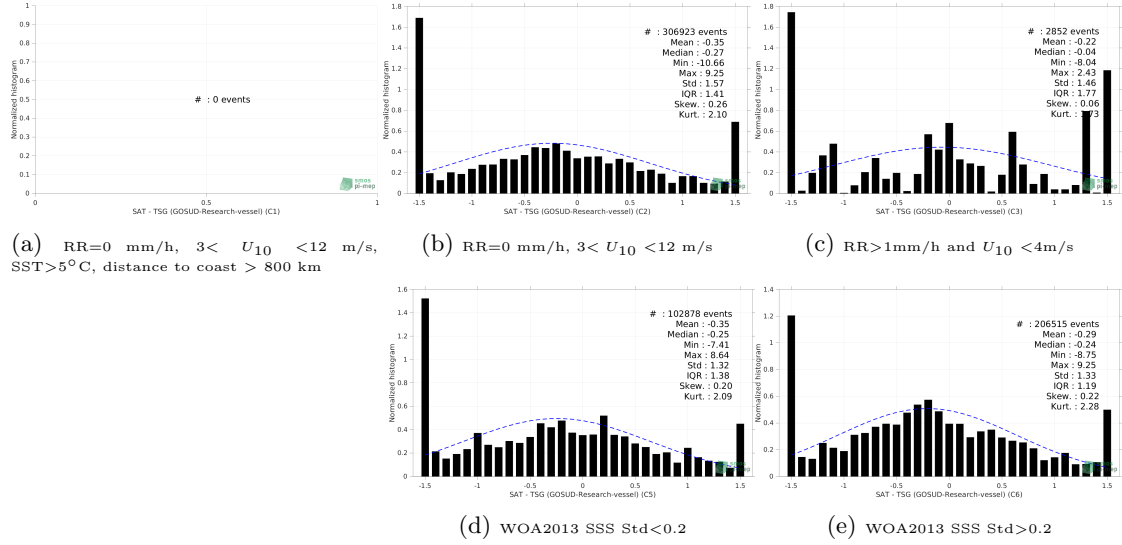 1
0.9
0.8
0.7
0.6
0.5
0.4
0.3
0.2
0.1
0
Normalized histogram
# : 0 events
smos
pi-mep
0 0.5 1
SAT - TSG (GOSUD-Research-vessel) (C1)
(a) RR=0 mm/h, 3< U10 <12 m/s,
SST>5°C, distance to coast > 800 km
1.8
1.6
1.4
1.2
1
0.8
0.6
0.4
0.2
0
Normalized histogram
# : 306923 events
Mean : -0.35
Median : -0.27
Min : -10.66
Max : 9.25
Std : 1.57
IQR : 1.41
Skew. : 0.26
Kurt. : 2.10
pi-mep
-1.5 -1 -0.5 0 0.5 1 1.5
SAT - TSG (GOSUD-Research-vessel) (C2)
(b) RR=0 mm/h, 3< U10 <12 m/s
1.8
1.6
1.4
1.2
1
0.8
0.6
0.4
0.2
0
Normalized histogram
# : 2852 events
Mean : -0.22
Median : -0.04
Min : -8.04
Max : 2.43
Std : 1.46
IQR : 1.77
Skew. : 0.06
Kurt. : 1.73
pi-mep
-1.5 -1 -0.5 0 0.5 1 1.5
SAT - TSG (GOSUD-Research-vessel) (C3)
(c) RR>1mm/h and U10 <4m/s
1.6
1.4
1.2
1
0.8
0.6
0.4
0.2
0
Normalized histogram
# : 102878 events
Mean : -0.35
Median : -0.25
Min : -7.41
Max : 8.64
Std : 1.32
IQR : 1.38
Skew. : 0.20
Kurt. : 2.09
pi-mep
-1.5 -1 -0.5 0 0.5 1 1.5
SAT - TSG (GOSUD-Research-vessel) (C5)
(d) WOA2013 SSS Std<0.2
1.4
1.2
1
0.8
0.6
0.4
0.2
0
Normalized histogram
# : 206515 events
Mean : -0.29
Median : -0.24
Min : -8.75
Max : 9.25
Std : 1.33
IQR : 1.19
Skew. : 0.22
Kurt. : 2.28
pi-mep
-1.5 -1 -0.5 0 0.5 1 1.5
SAT - TSG (GOSUD-Research-vessel) (C6)
(e) WOA2013 SSS Std>0.2